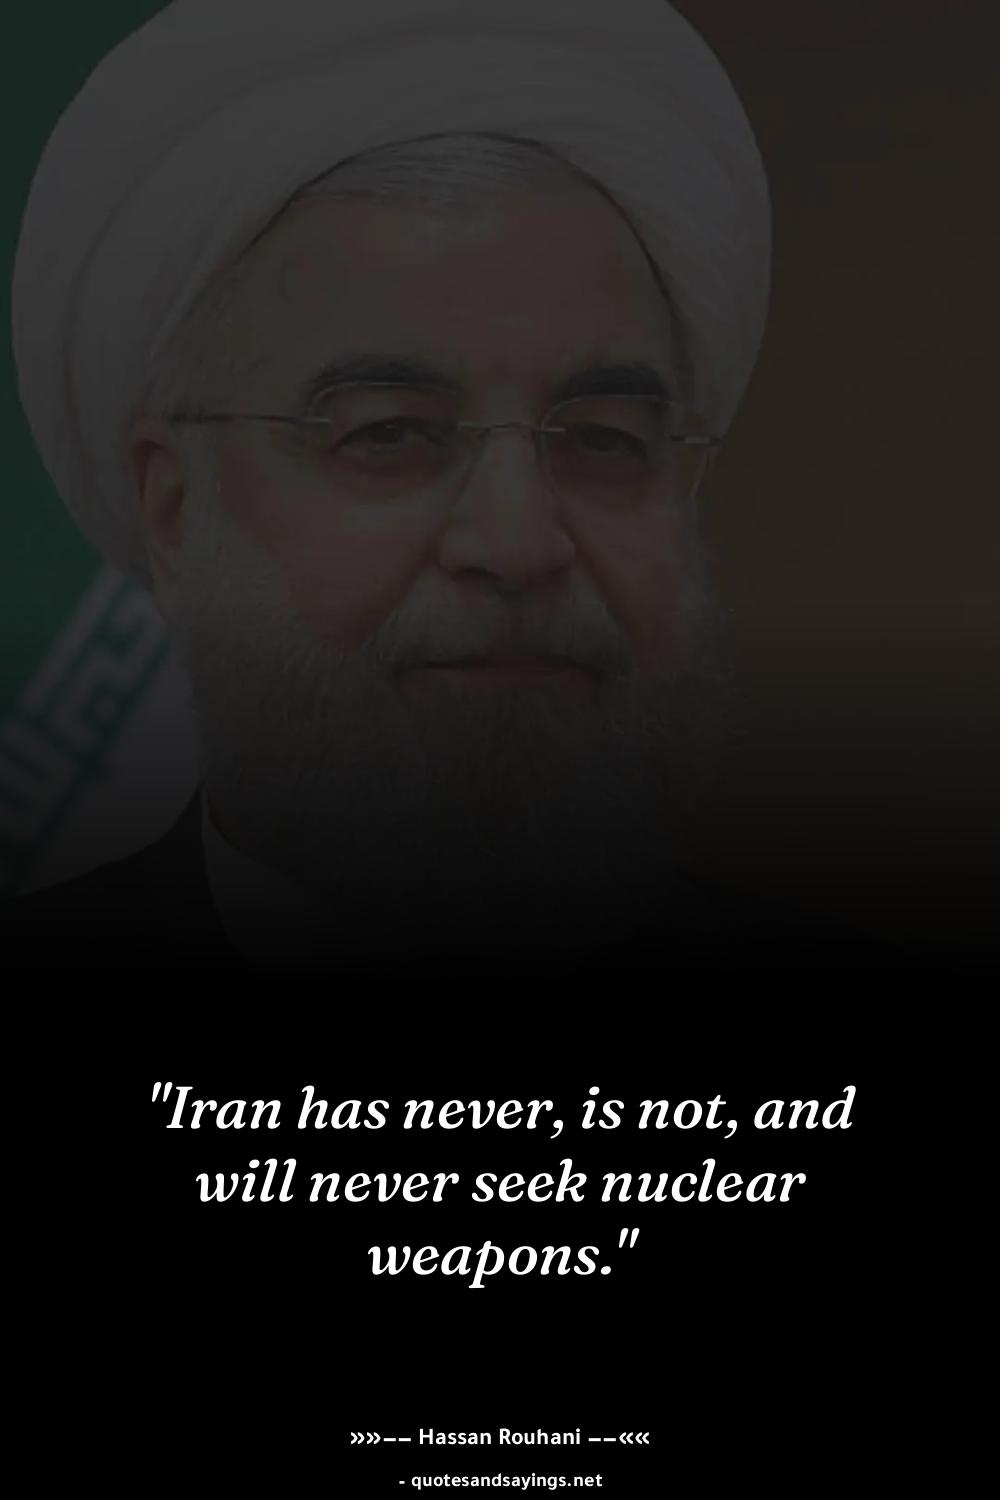 "Iran has never, is not, and
will never seek nuclear
weapons."
»»−− Hassan Rouhani −−««
- quotesandsayings.net